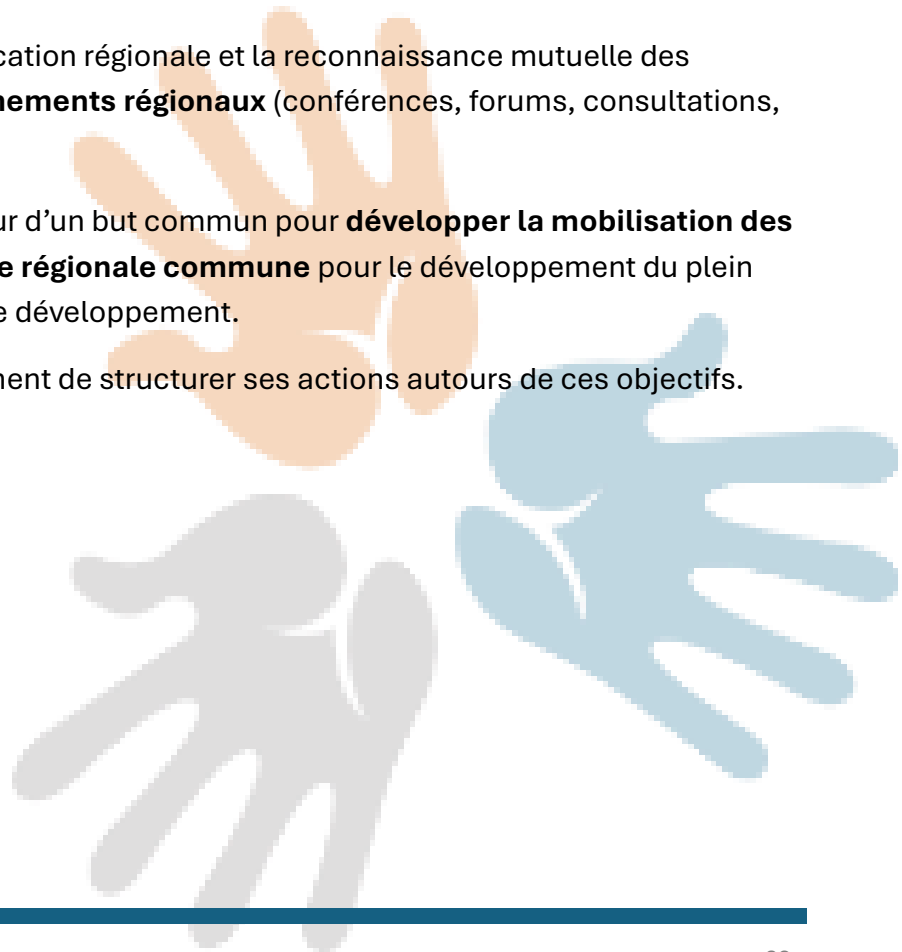 cation régionale et la reconnaissance mutuelle des
nements régionaux (conférences, forums, consultations,
ur d’un but commun pour développer la mobilisation des
e régionale commune pour le développement du plein
e développement.
nent de structurer ses actions autours de ces objectifs.